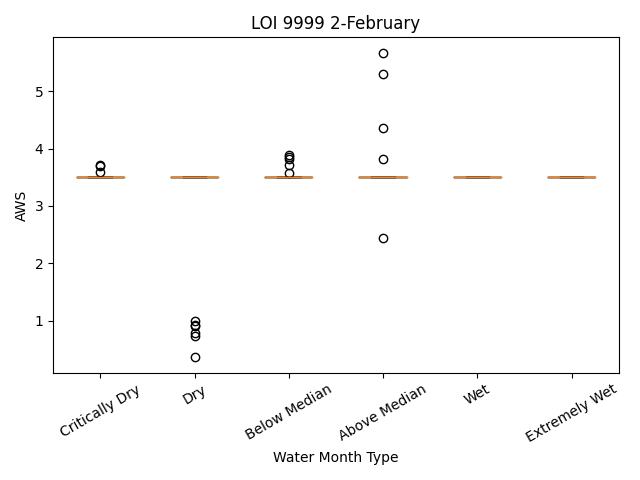 LOI 9999 2-February
AWS
5
4
3
2
1
Critically Dry
Dry
Below Median
Above Median
Wet
Extremely Wet
Water Month Type